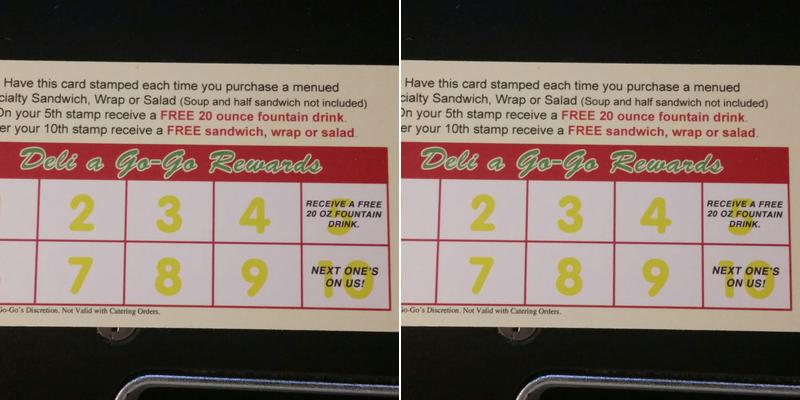 Have this card stamped each time you purchase a menued
Specialty Sandwich, Wrap or Salad (Soup and half sandwich not included)
On your 5th stamp receive a FREE 20 ounce fountain drink.
receive a FREE sandwich, wrap or salad.
your 10th stamp
Deli a Go-Go Rewards
2 3 4 RECEIVE A FREE
20 OZ FOUNTAIN
DRINK.
7 8 9 10 NEXT ONE'S
ON US!
Go-Go's Discretion. Not Valid with Catering Orders.
Have this card stamped each time you purchase a menued
Sandwich, Wrap or Salad (Soup and half sandwich not included)
On your 5th stamp receive a FREE 20 ounce fountain drink.
your 10th stamp receive a FREE sandwich, wrap or salad.
Deli a Go-Go Rewards
2 3 4 RECEIVE A FREE
20 OZ FOUNTAIN
DRINK.
7 8 9 10 NEXT ONE'S
ON US!
Go-Go's Discretion. Not Valid with Catering Orders.